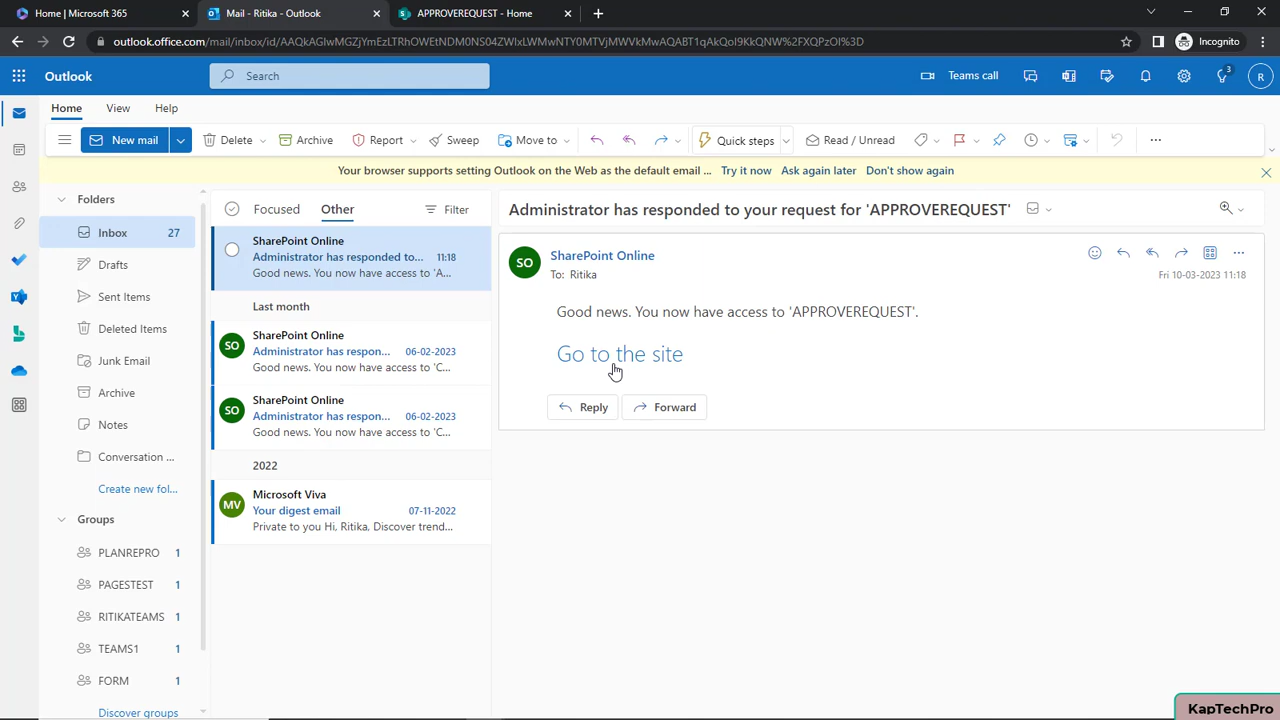 Home | Microsoft 365
Mail - Ritika - Outlook
APPROVEREQUEST - Home
outlook.office.com/mail/inbox/id/
Incognito
Outlook
Search
Teams call
3
R
Home View Help
New mail Delete Archive Report Sweep Move to Quick steps Read / Unread
Your browser supports setting Outlook on the Web as the default email ... Try it now Ask again later Don't show again
Folders
Inbox 27
Drafts
Sent Items
Deleted Items
Junk Email
Archive
Notes
Conversation ...
Create new fol...
Groups
PLANREPRO 1
PAGESTEST 1
RITIKATEAMS 1
TEAMS1 1
FORM 1
Discover groups
Focused Other Filter
SharePoint Online
Administrator has responded to... 11:18
Good news. You now have access to 'A...
Last month
SO
SharePoint Online
Administrator has respon... 06-02-2023
Good news. You now have access to 'C...
SO
SharePoint Online
Administrator has respon... 06-02-2023
Good news. You now have access to 'C...
2022
MV
Microsoft Viva
Your digest email 07-11-2022
Private to you Hi, Ritika, Discover trend...
Administrator has responded to your request for 'APPROVEREQUEST'
SO
SharePoint Online
To: Ritika
Fri 10-03-2023 11:18
Good news. You now have access to 'APPROVEREQUEST'.
Go to the site
Reply Forward
KapTechPro